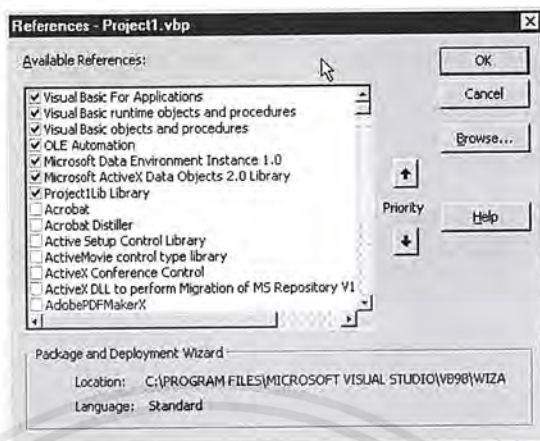 References - Project1.vbp
Available References:
OK
Cancel
Browse...
Help
Visual Basic For Applications
Visual Basic runtime objects and procedures
Visual Basic objects and procedures
OLE Automation
Microsoft Data Environment Instance 1.0
Microsoft ActiveX Data Objects 2.0 Library
Project1Lib Library
Acrobat
Acrobat Distiller
Active Setup Control Library
ActiveMovie control type library
ActiveX Conference Control
ActiveX DLL to perform Migration of MS Repository V1
AdobePDFMakerX
Priority
Package and Deployment Wizard
Location: C:\PROGRAM FILES\MICROSOFT VISUAL STUDIO\VB98\WIZA
Language: Standard